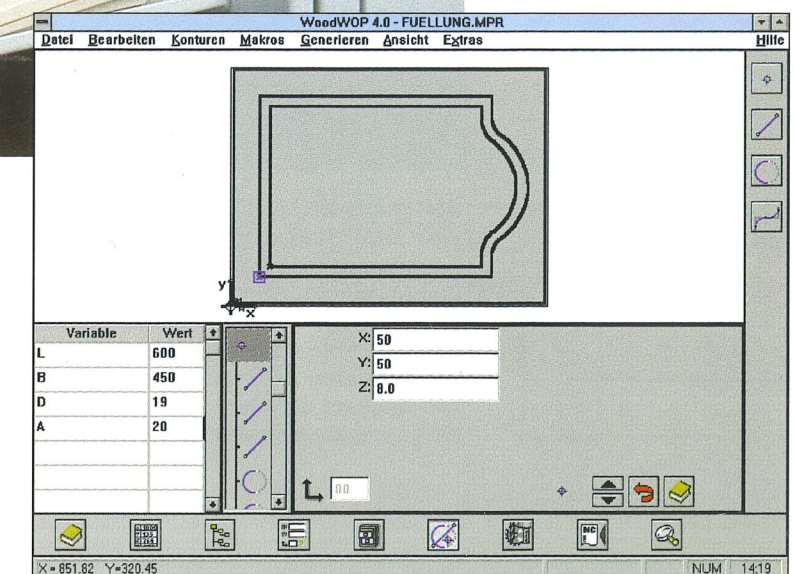 WoodWOP 4.0 - FUELLUNG.MPR
Datei Bearbeiten Konturen Makros Generieren Ansicht Extras Hilfe
y
x
Variable Wert
L 600
B 450
D 19
A 20
X: 50
Y: 50
Z: 8.0
00
NC
X = 851.82 Y=320.45 NUM 14:19